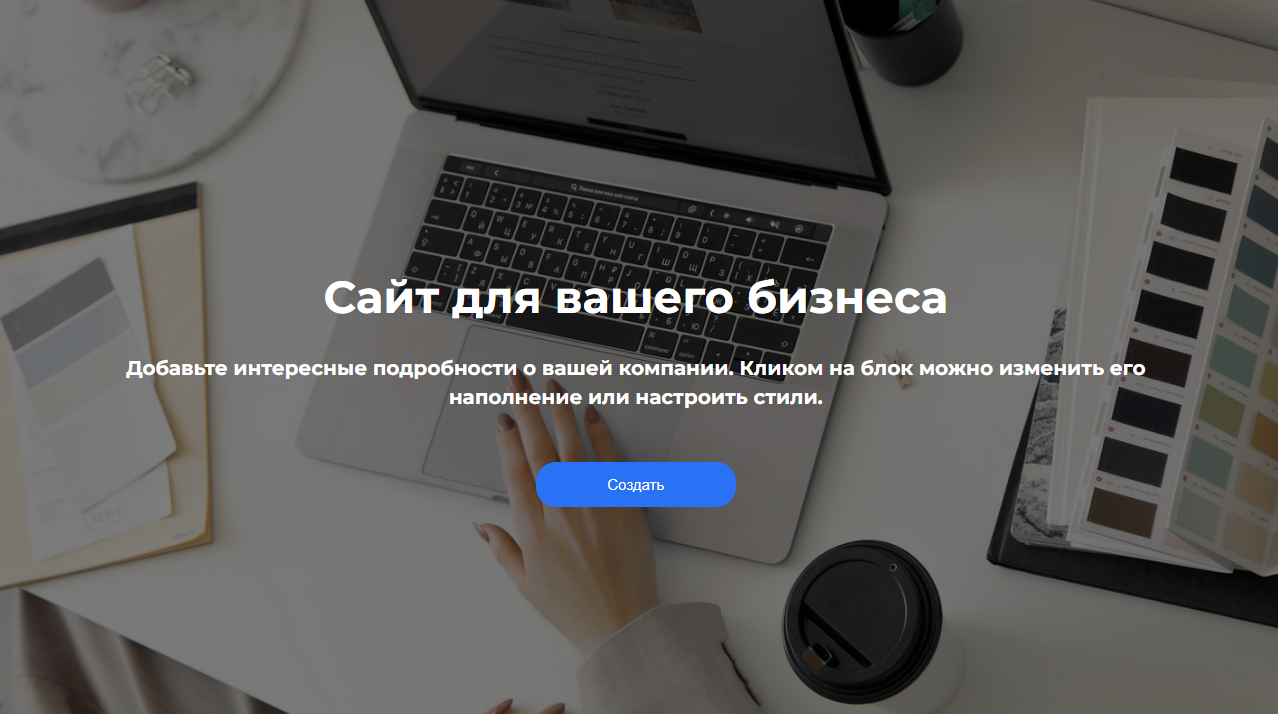 Сайт для вашего бизнеса
Добавьте интересные подробности о вашей компании. Кликом на блок можно изменить его
наполнение или настроить стили.
Создать